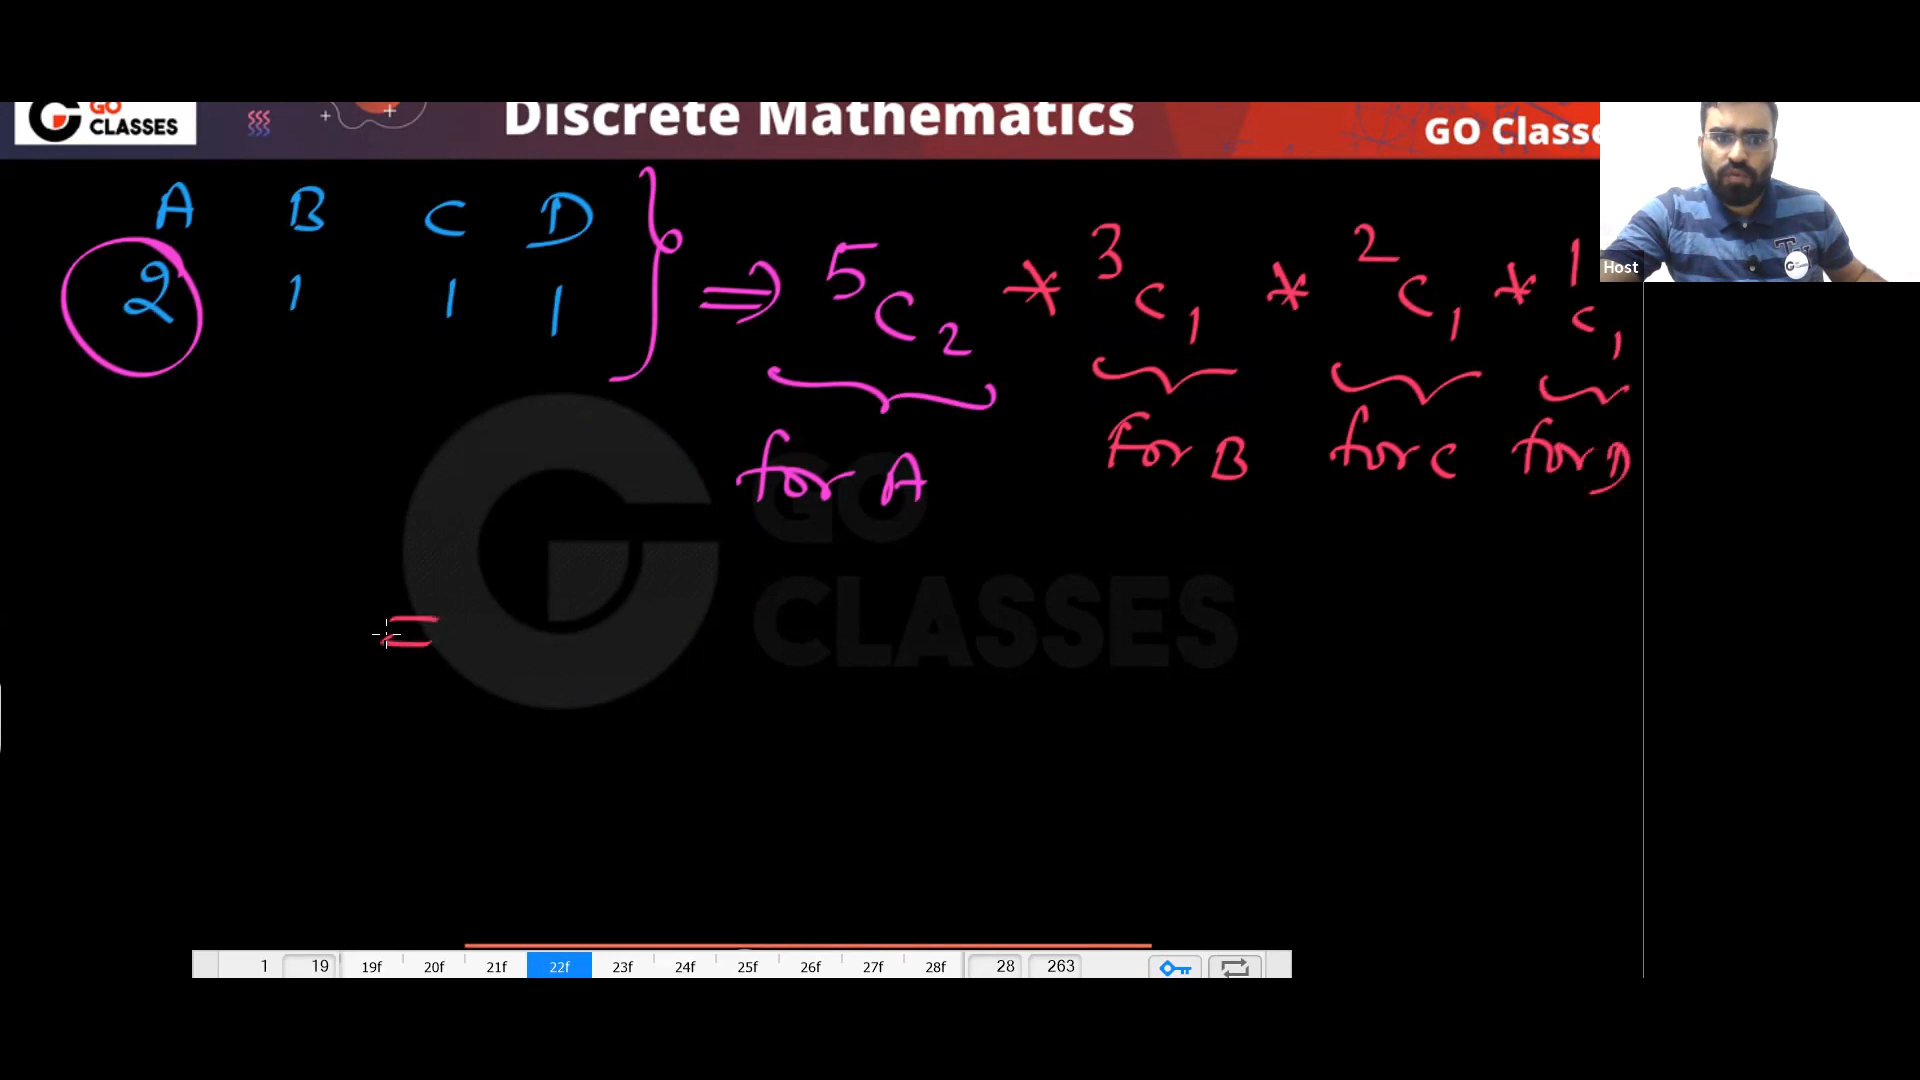 GO
CLASSES
Discrete Mathematics
GO Classe
Host
A B C D
2 1 1 1 } ⇒ ⁵C₂ * ³C₁ * ²C₁ * ¹C₁
for A for B for C for D
GO
CLASSES
=
1 19 19f 20f 21f 22f 23f 24f 25f 26f 27f 28f 28 263